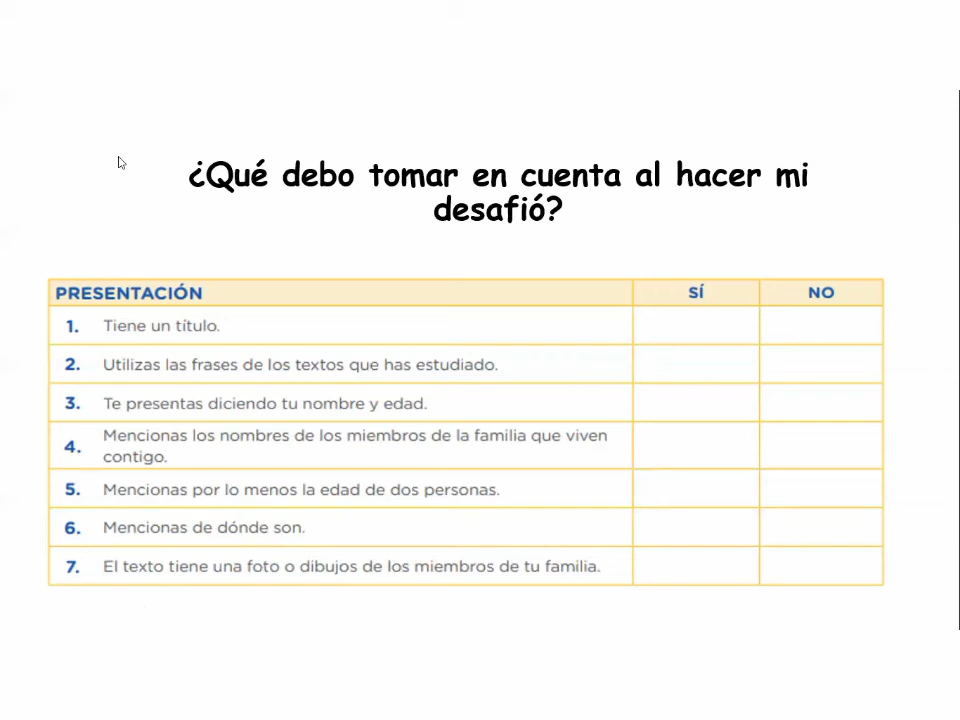 ¿Qué debo tomar en cuenta al hacer mi
desafió?
PRESENTACIÓN SÍ NO
1. Tiene un título.
2. Utilizas las frases de los textos que has estudiado.
3. Te presentas diciendo tu nombre y edad.
4. Mencionas los nombres de los miembros de la familia que viven
contigo.
5. Mencionas por lo menos la edad de dos personas.
6. Mencionas de dónde son.
7. El texto tiene una foto o dibujos de los miembros de tu familia.